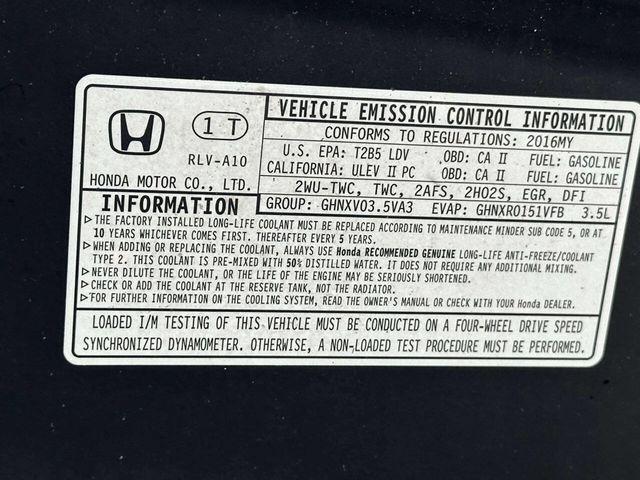 1 T
RLV-A10
HONDA MOTOR CO., LTD.
VEHICLE EMISSION CONTROL INFORMATION
CONFORMS TO REGULATIONS: 2016MY
U.S. EPA: T2B5 LDV OBD: CA II FUEL: GASOLINE
CALIFORNIA: ULEV II PC OBD: CA II FUEL: GASOLINE
2WU-TWC, TWC, 2AFS, 2HO2S, EGR, DFI
GROUP: GHNXV03.5VA3 EVAP: GHNXR0151VFB 3.5L
INFORMATION
▷THE FACTORY INSTALLED LONG-LIFE COOLANT MUST BE REPLACED ACCORDING TO MAINTENANCE MINDER SUB CODE 5, OR AT
10 YEARS WHICHEVER COMES FIRST. THEREAFTER EVERY 5 YEARS.
▷WHEN ADDING OR REPLACING THE COOLANT, ALWAYS USE Honda RECOMMENDED GENUINE LONG-LIFE ANTI-FREEZE/COOLANT
TYPE 2. THIS COOLANT IS PRE-MIXED WITH 50% DISTILLED WATER. IT DOES NOT REQUIRE ANY ADDITIONAL MIXING.
▷NEVER DILUTE THE COOLANT, OR THE LIFE OF THE ENGINE MAY BE SERIOUSLY SHORTENED.
▷CHECK OR ADD THE COOLANT AT THE RESERVE TANK, NOT THE RADIATOR.
▷FOR FURTHER INFORMATION ON THE COOLING SYSTEM, READ THE OWNER'S MANUAL OR CHECK WITH YOUR Honda DEALER.
LOADED I/M TESTING OF THIS VEHICLE MUST BE CONDUCTED ON A FOUR-WHEEL DRIVE SPEED
SYNCHRONIZED DYNAMOMETER. OTHERWISE, A NON-LOADED TEST PROCEDURE MUST BE PERFORMED.